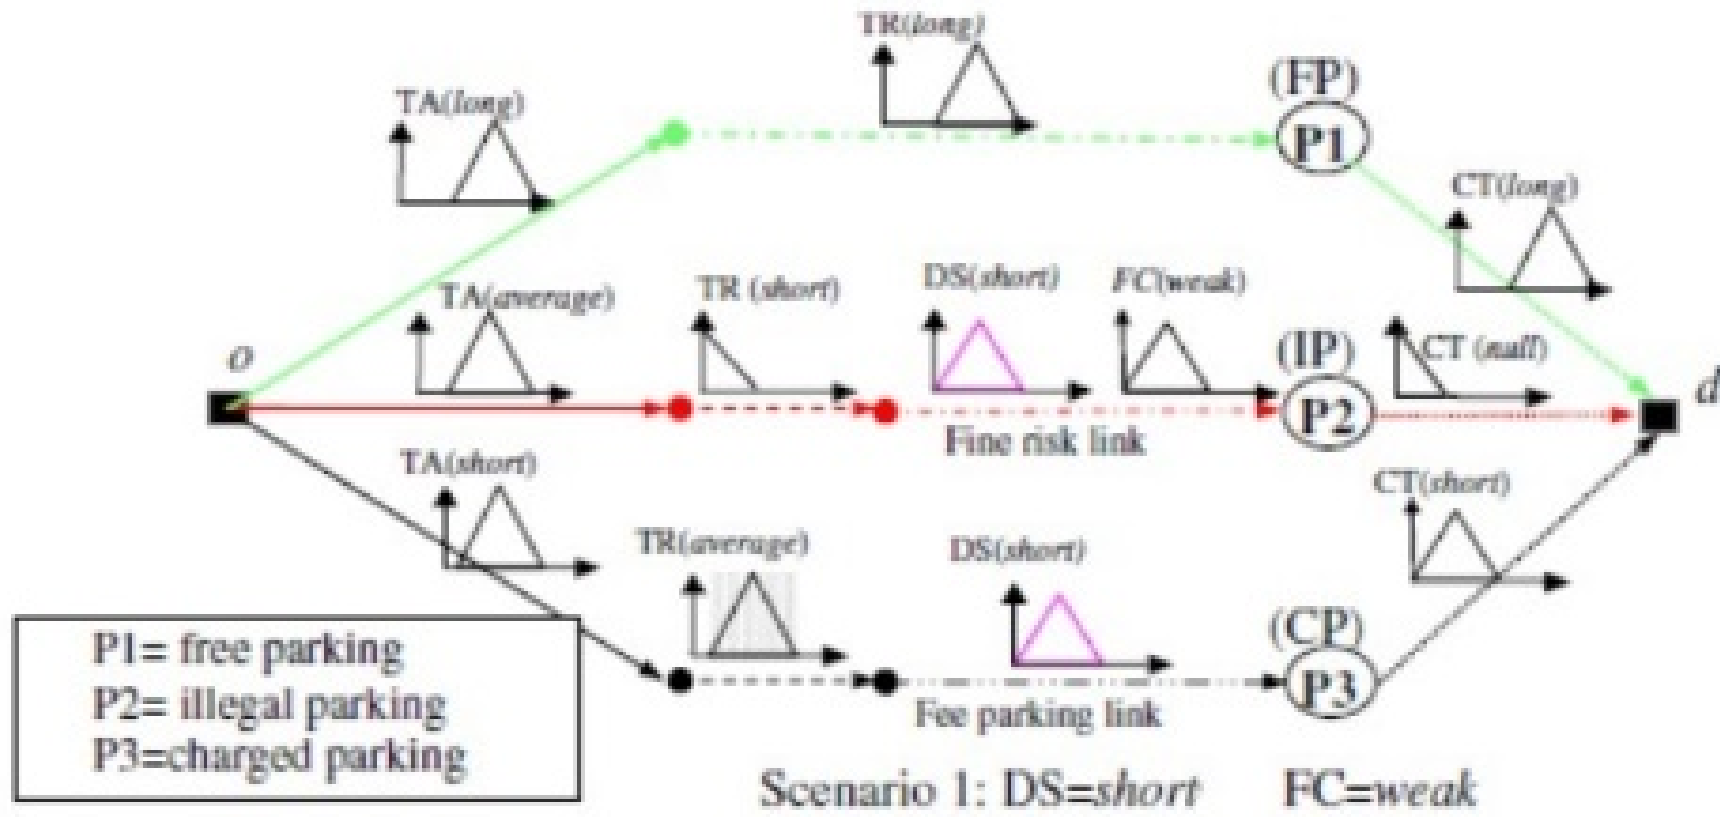 TR(long)
(FP)
TA(long)
P1
CT(long)
TA(average)
TR (short)
DS(short)
FC(weak)
o
(IP)
CT (null)
d
P2
Fine risk link
TA(short)
CT(short)
TR(average)
DS(short)
(CP)
P3
Fee parking link
P1= free parking
P2= illegal parking
P3=charged parking
Scenario 1: DS=short FC=weak